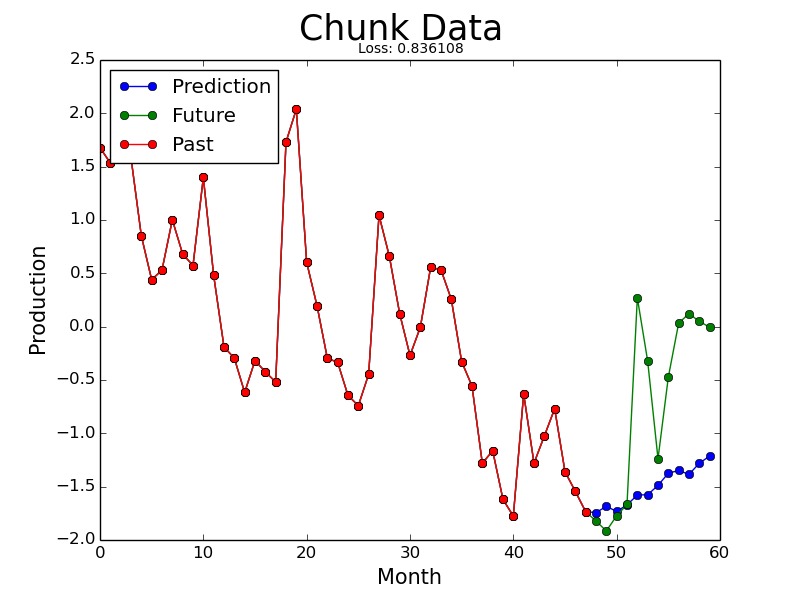 Chunk Data
Loss: 0.836108
Prediction
Future
Past
Production
2.5
2.0
1.5
1.0
0.5
0.0
−0.5
−1.0
−1.5
−2.0
0 10 20 30 40 50 60
Month